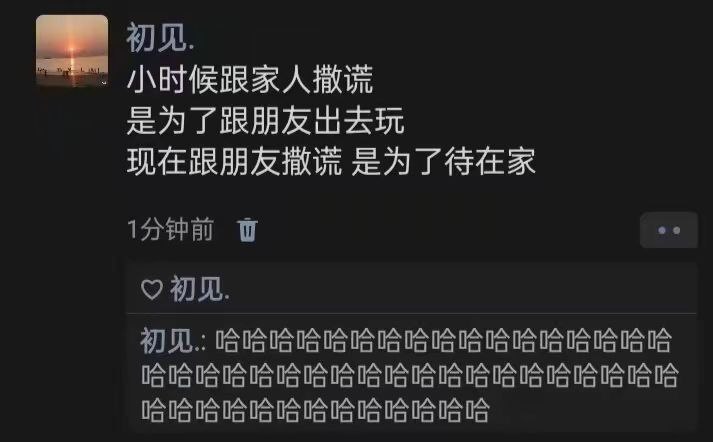 初见.
小时候跟家人撒谎
是为了跟朋友出去玩
现在跟朋友撒谎 是为了待在家
1分钟前
初见.
初见.: 哈哈哈哈哈哈哈哈哈哈哈哈哈哈哈哈哈
哈哈哈哈哈哈哈哈哈哈哈哈哈哈哈哈哈哈哈哈
哈哈哈哈哈哈哈哈哈哈哈哈哈